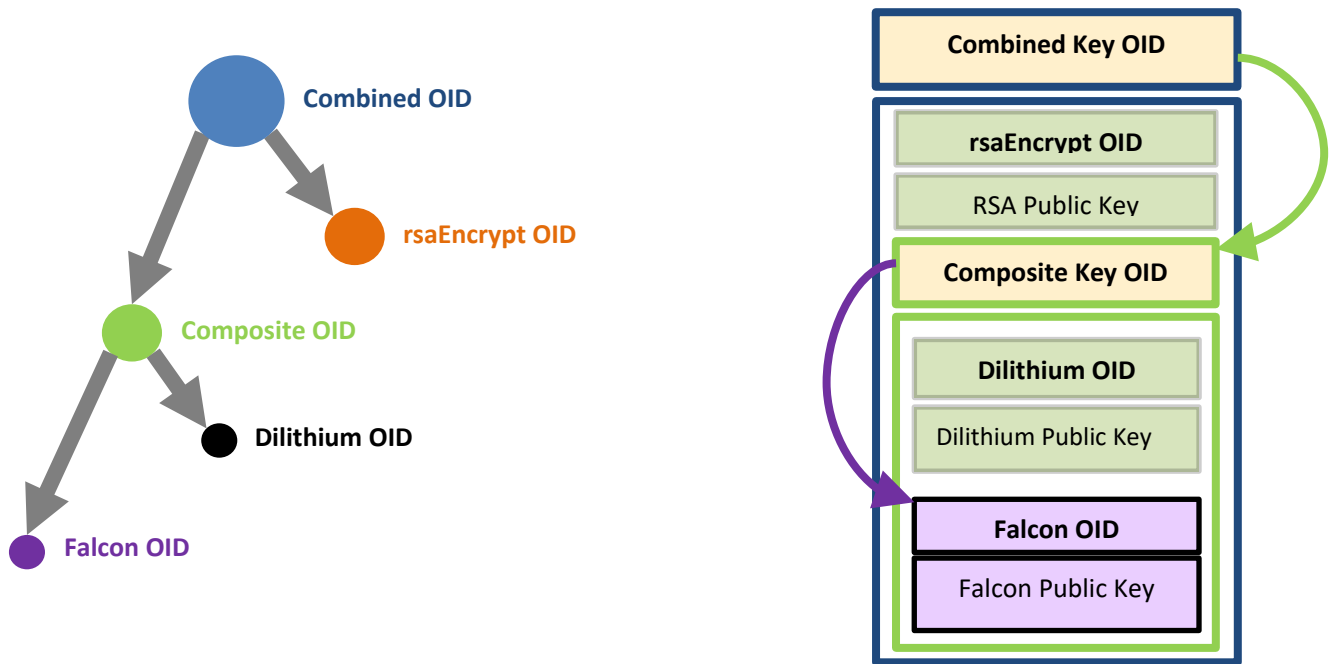 Combined OID
rsaEncrypt OID
Composite OID
Dilithium OID
Falcon OID
Combined Key OID
rsaEncrypt OID
RSA Public Key
Composite Key OID
Dilithium OID
Dilithium Public Key
Falcon OID
Falcon Public Key